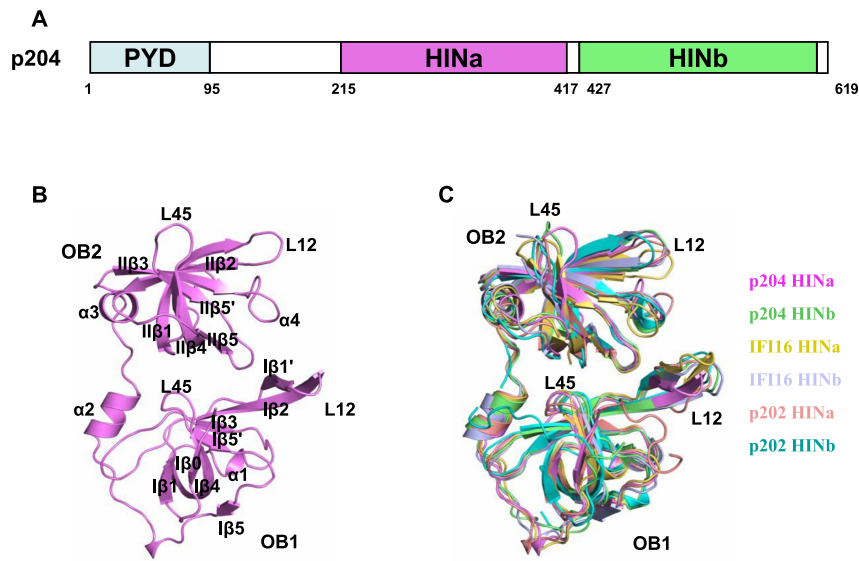 A
p204 PYD HINa HINb
1 95 215 417 427 619
B
L45
OB2
L12
IIβ3 IIβ2
α3 IIβ5' α4
IIβ1 IIβ4 IIβ5
Iβ1'
L45
α2 Iβ2 L12
Iβ3
Iβ5'
Iβ0
Iβ1 Iβ4 α1
Iβ5
OB1
C
L45
OB2
L12
L45
L12
OB1
p204 HINa
p204 HINb
IFI16 HINa
IFI16 HINb
p202 HINa
p202 HINb